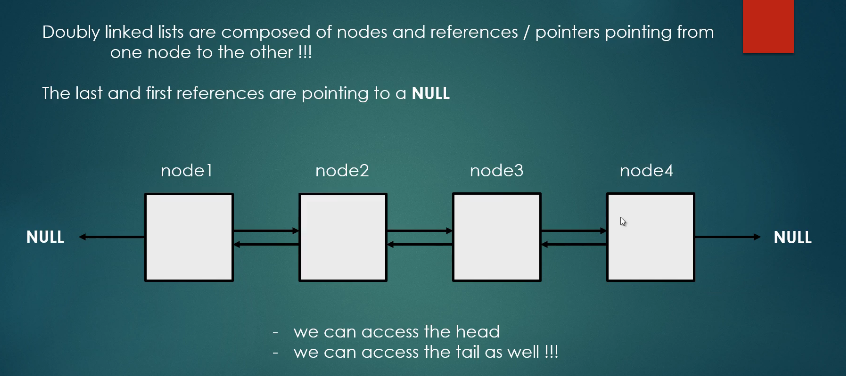 Doubly linked lists are composed of nodes and references / pointers pointing from
one node to the other !!!
The last and first references are pointing to a NULL
node1 node2 node3 node4
NULL NULL
- we can access the head
- we can access the tail as well !!!